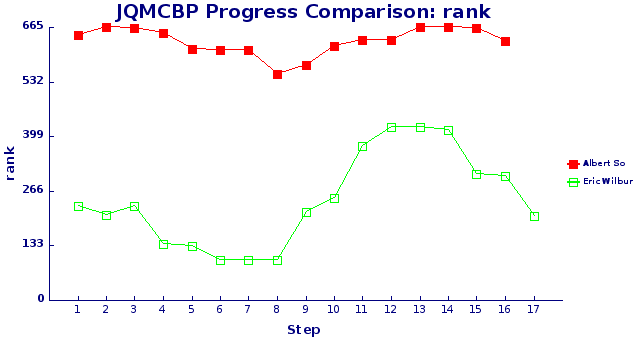 JQMCBP Progress Comparison: rank
665
532
399
266
133
0
rank
1 2 3 4 5 6 7 8 9 10 11 12 13 14 15 16 17
Step
Albert So
Eric Wilbur